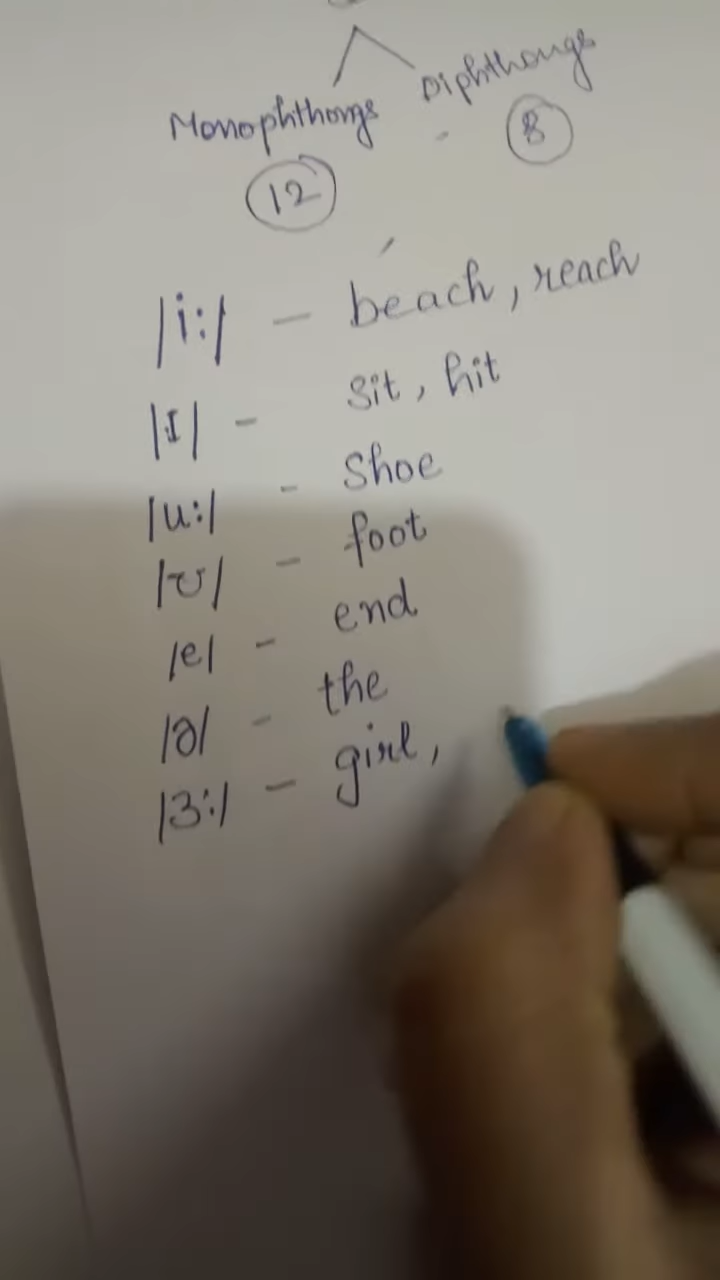 Monophthongs Diphthongs
12 8
/i:/ - beach, reach
/ɪ/ - sit, hit
/u:/ - Shoe
/ʊ/ - foot
/e/ - end
/ə/ - the
/3:/ - girl,